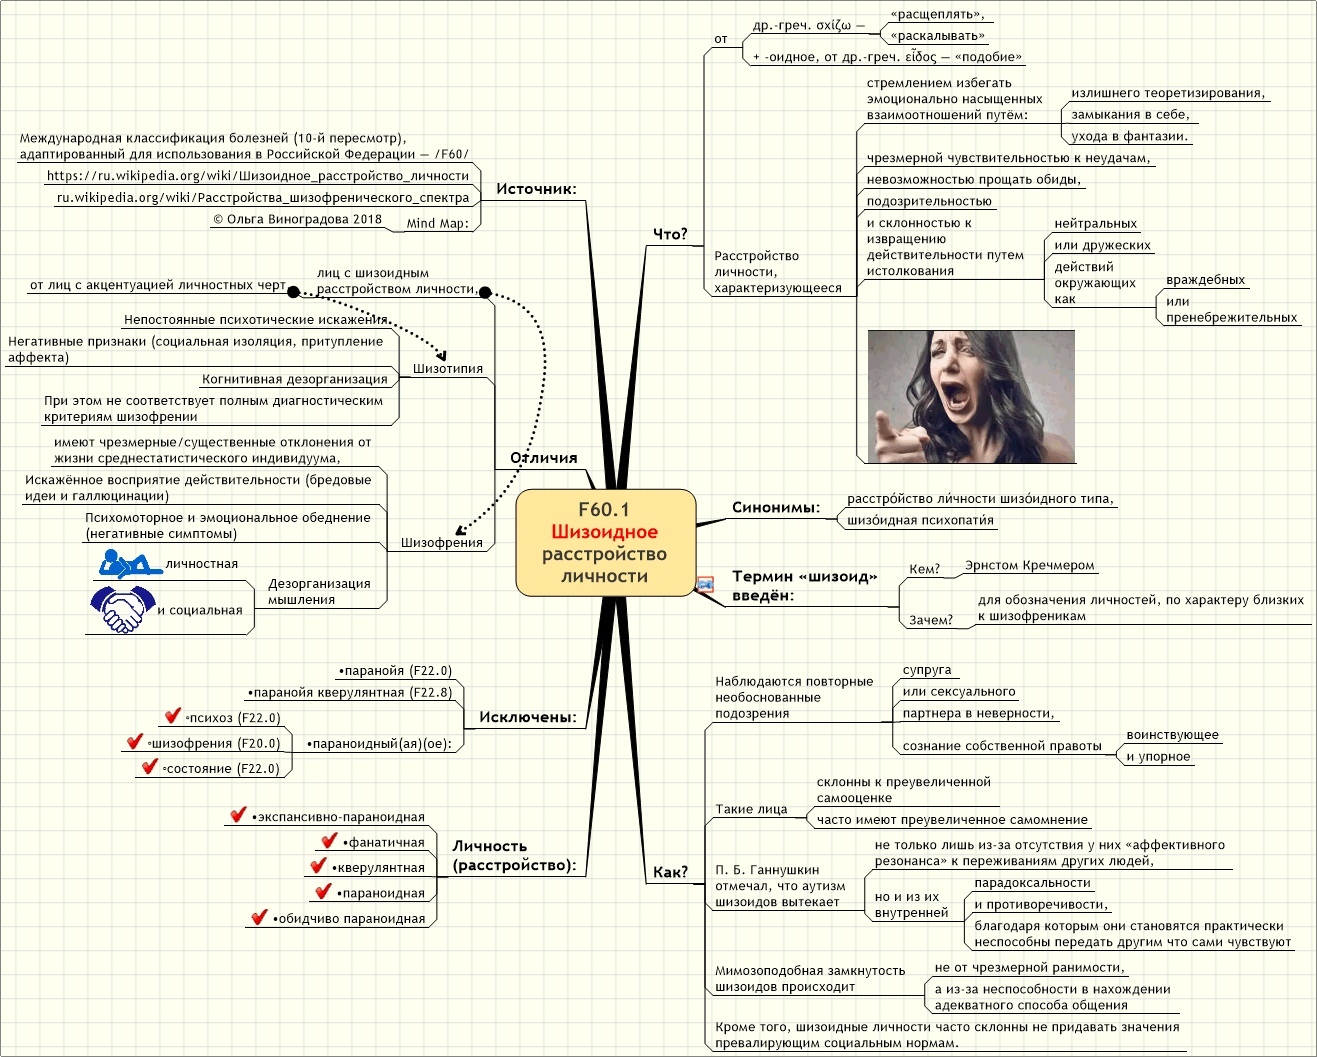 F60.1
Шизоидное
расстройство
личности
Что?
от
др.-греч. σχίζω —
«расщеплять»,
«раскалывать»
+ -оидное, от др.-греч. εἶδος — «подобие»
Расстройство
личности,
характеризующееся
стремлением избегать
эмоционально насыщенных
взаимоотношений путём:
излишнего теоретизирования,
замыкания в себе,
ухода в фантазии.
чрезмерной чувствительностью к неудачам,
невозможностью прощать обиды,
подозрительностью
и склонностью к
извращению
действительности путем
истолкования
нейтральных
или дружеских
действий
окружающих
как
враждебных
или
пренебрежительных
Синонимы:
расстро́йство ли́чности шизо́идного типа,
шизо́идная психопати́я
Термин «шизоид»
введён:
Кем?
Эрнстом Кречмером
Зачем?
для обозначения личностей, по характеру близких
к шизофреникам
Как?
Наблюдаются повторные
необоснованные
подозрения
супруга
или сексуального
партнера в неверности,
сознание собственной правоты
воинствующее
и упорное
Такие лица
склонны к преувеличенной
самооценке
часто имеют преувеличенное самомнение
П. Б. Ганнушкин
отмечал, что аутизм
шизоидов вытекает
не только лишь из-за отсутствия у них «аффективного
резонанса» к переживаниям других людей,
но и из их
внутренней
парадоксальности
и противоречивости,
благодаря которым они становятся практически
неспособны передать другим что сами чувствуют
Мимозоподобная замкнутость
шизоидов происходит
не от чрезмерной ранимости,
а из-за неспособности в нахождении
адекватного способа общения
Кроме того, шизоидные личности часто склонны не придавать значения
превалирующим социальным нормам.
Источник:
Международная классификация болезней (10-й пересмотр),
адаптированный для использования в Российской Федерации — /F60/
https://ru.wikipedia.org/wiki/Шизоидное_расстройство_личности
ru.wikipedia.org/wiki/Расстройства_шизофренического_спектра
Mind Map:
© Ольга Виноградова 2018
Отличия
лиц с шизоидным
расстройством личности,
от лиц с акцентуацией личностных черт
Шизотипия
Непостоянные психотические искажения
Негативные признаки (социальная изоляция, притупление
аффекта)
Когнитивная дезорганизация
При этом не соответствует полным диагностическим
критериям шизофрении
Шизофрения
имеют чрезмерные/существенные отклонения от
жизни среднестатистического индивидуума,
Искажённое восприятие действительности (бредовые
идеи и галлюцинации)
Психомоторное и эмоциональное обеднение
(негативные симптомы)
Дезорганизация
мышления
личностная
и социальная
Исключены:
•паранойя (F22.0)
•паранойя кверулянтная (F22.8)
•параноидный(ая)(ое):
◦психоз (F22.0)
◦шизофрения (F20.0)
◦состояние (F22.0)
Личность
(расстройство):
•экспансивно-параноидная
•фанатичная
•кверулянтная
•параноидная
•обидчиво параноидная